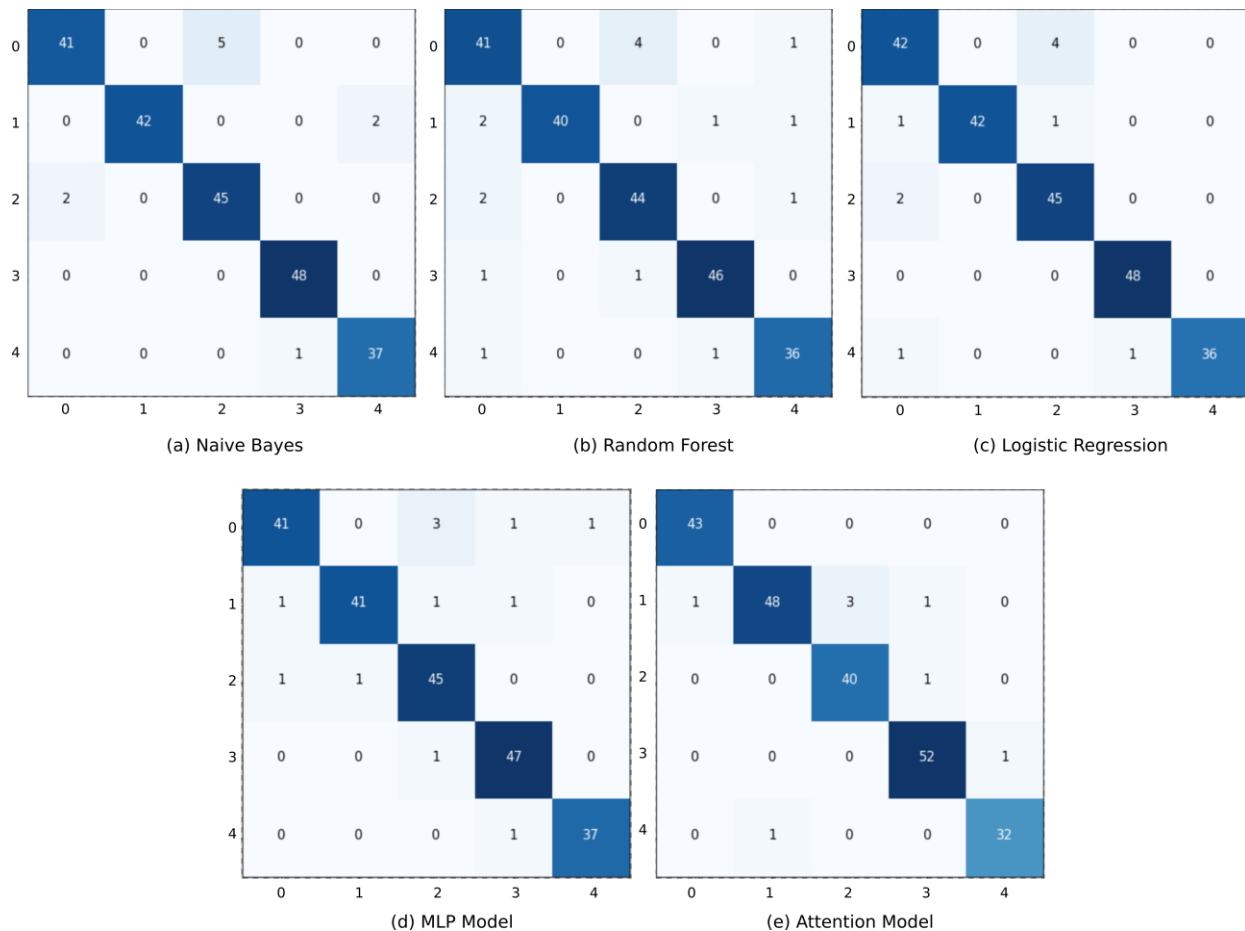 0 41 0 5 0 0
1 0 42 0 0 2
2 2 0 45 0 0
3 0 0 0 48 0
4 0 0 0 1 37
0 1 2 3 4
(a) Naive Bayes
0 41 0 4 0 1
1 2 40 0 1 1
2 2 0 44 0 1
3 1 0 1 46 0
4 1 0 0 1 36
0 1 2 3 4
(b) Random Forest
0 42 0 4 0 0
1 1 42 1 0 0
2 2 0 45 0 0
3 0 0 0 48 0
4 1 0 0 1 36
0 1 2 3 4
(c) Logistic Regression
0 41 0 3 1 1
1 1 41 1 1 0
2 1 1 45 0 0
3 0 0 1 47 0
4 0 0 0 1 37
0 1 2 3 4
(d) MLP Model
0 43 0 0 0 0
1 1 48 3 1 0
2 0 0 40 1 0
3 0 0 0 52 1
4 0 1 0 0 32
0 1 2 3 4
(e) Attention Model